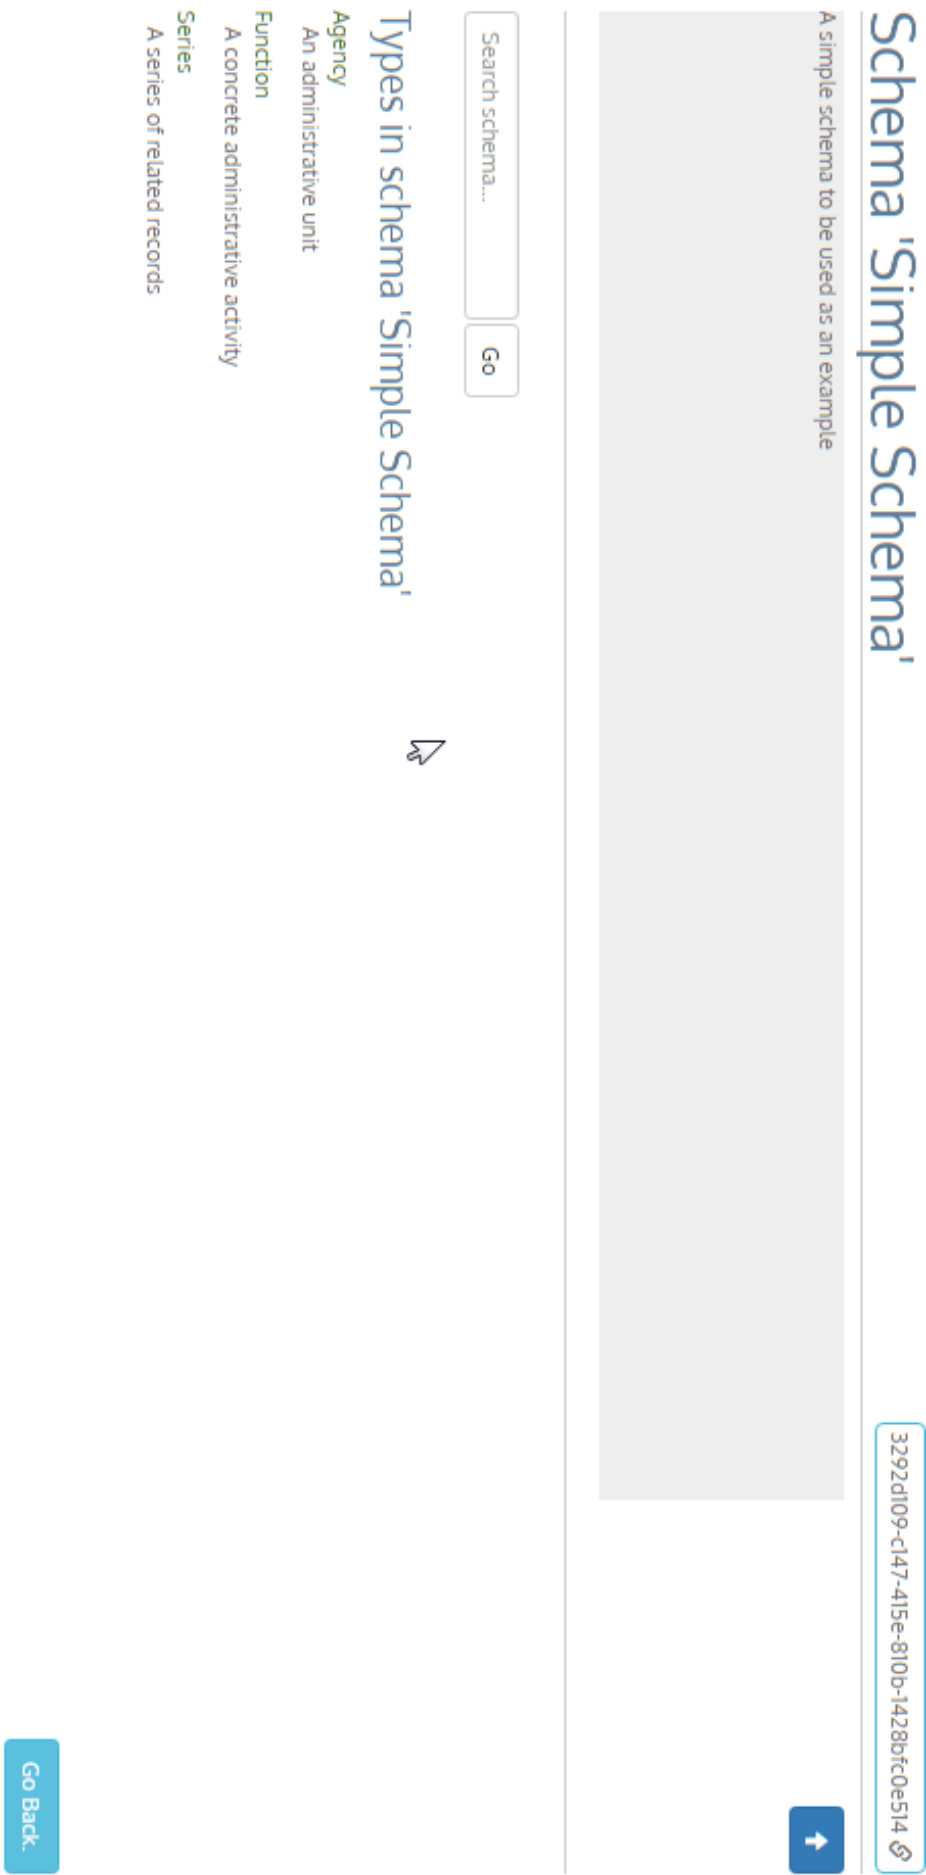 Schema 'Simple Schema'
3292d109-c147-415e-810b-1428bfc0e514
A simple schema to be used as an example
Search schema...
Go
Types in schema 'Simple Schema'
Agency
An administrative unit
Function
A concrete administrative activity
Series
A series of related records
Go Back.